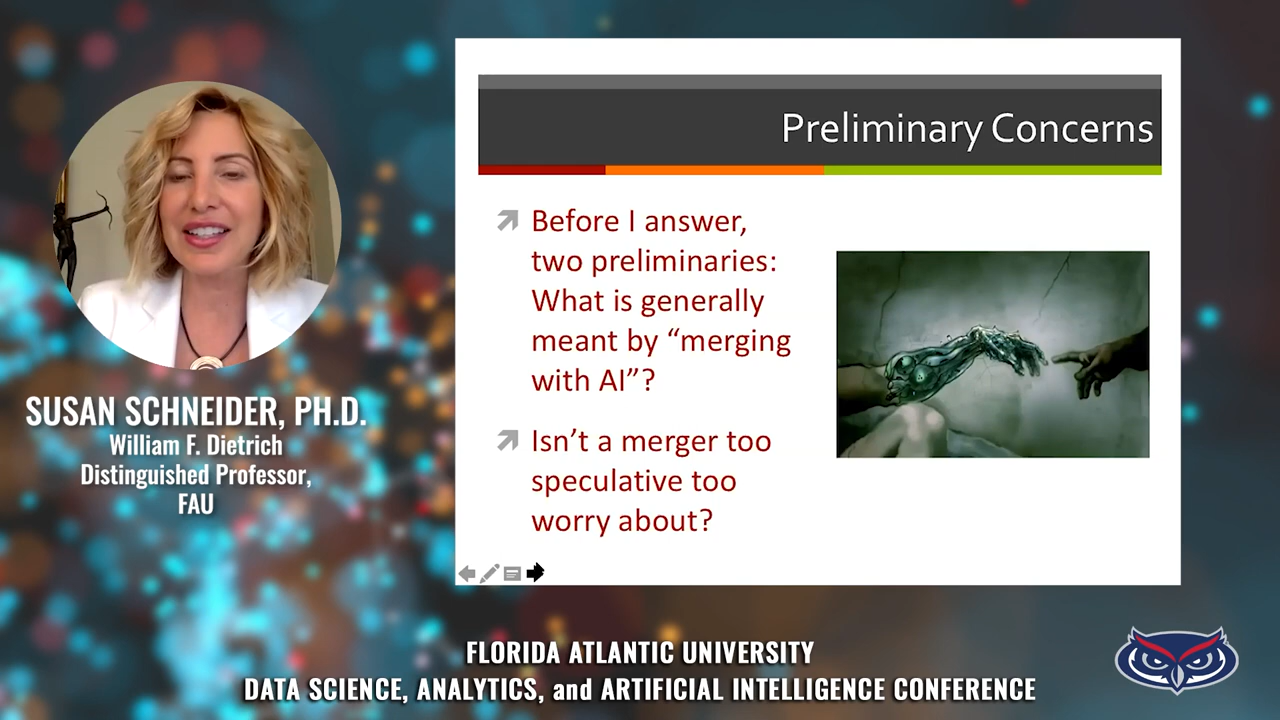 SUSAN SCHNEIDER, PH.D.
William F. Dietrich
Distinguished Professor,
FAU
Preliminary Concerns
Before I answer,
two preliminaries:
What is generally
meant by “merging
with AI”?
Isn’t a merger too
speculative too
worry about?
FLORIDA ATLANTIC UNIVERSITY
DATA SCIENCE, ANALYTICS, and ARTIFICIAL INTELLIGENCE CONFERENCE